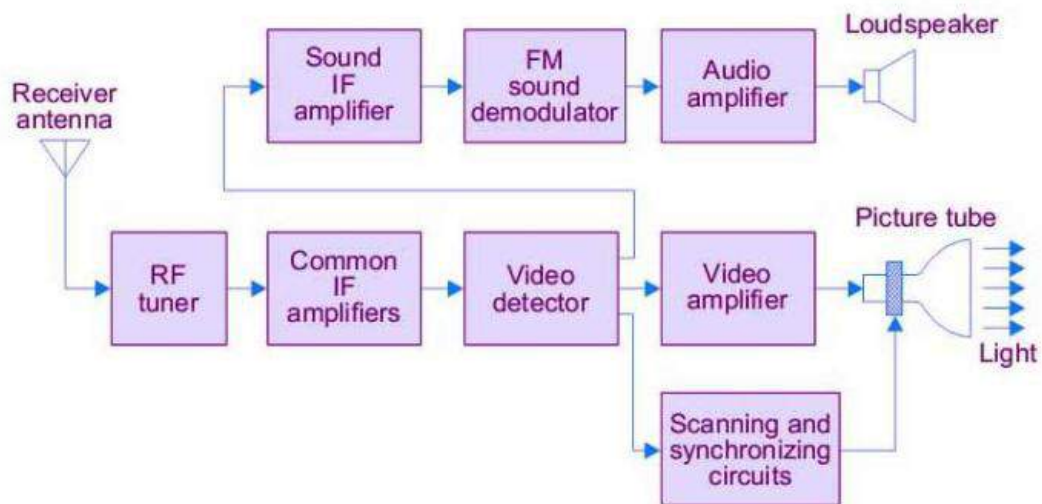 Loudspeaker
Sound
IF
amplifier
FM
sound
demodulator
Audio
amplifier
Receiver
antenna
Picture tube
RF
tuner
Common
IF
amplifiers
Video
detector
Video
amplifier
Light
Scanning and
synchronizing
circuits